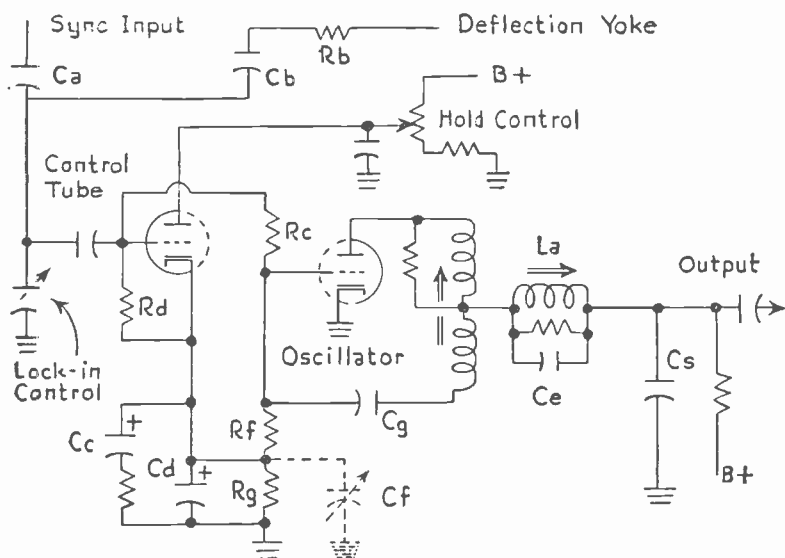 Sync Input
Deflection Yoke
Rb
Ca
Cb
B+
Hold Control
Control
Tube
Rc
La
Output
Rd
Oscillator
Lock-in
Control
Cc
+
Cd
+
Rf
Cg
Ce
Cs
Rg
Cf
B+